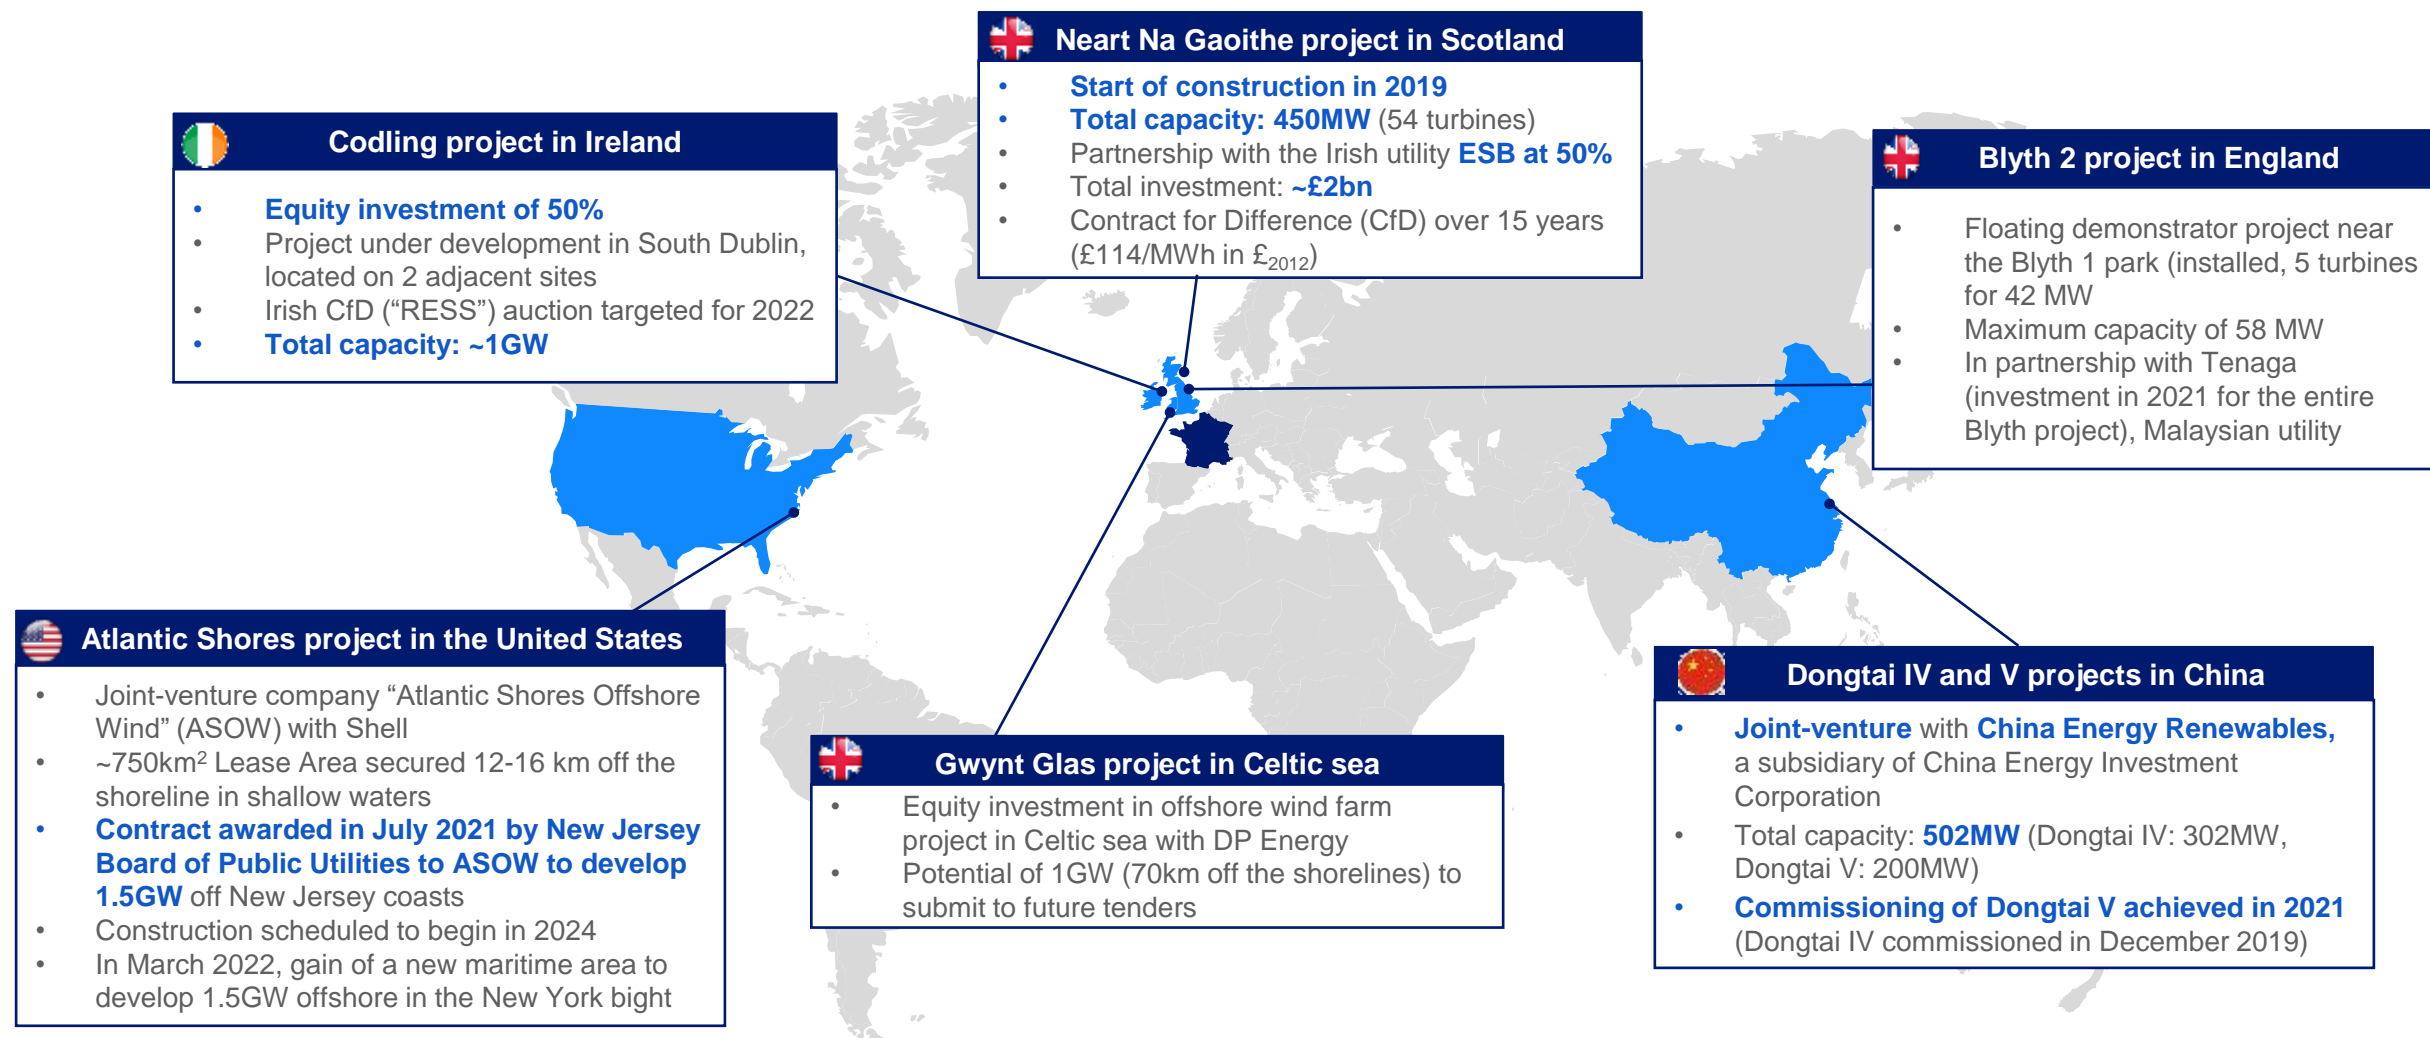 Neart Na Gaoithe project in Scotland
• Start of construction in 2019
• Total capacity: 450MW (54 turbines)
• Partnership with the Irish utility ESB at 50%
• Total investment: ~£2bn
• Contract for Difference (CfD) over 15 years
(£114/MWh in £2012)
Codling project in Ireland
• Equity investment of 50%
• Project under development in South Dublin,
located on 2 adjacent sites
• Irish CfD (“RESS”) auction targeted for 2022
• Total capacity: ~1GW
Blyth 2 project in England
• Floating demonstrator project near
the Blyth 1 park (installed, 5 turbines
for 42 MW
• Maximum capacity of 58 MW
• In partnership with Tenaga
(investment in 2021 for the entire
Blyth project), Malaysian utility
Atlantic Shores project in the United States
• Joint-venture company “Atlantic Shores Offshore
Wind” (ASOW) with Shell
• ~750km² Lease Area secured 12-16 km off the
shoreline in shallow waters
• Contract awarded in July 2021 by New Jersey
Board of Public Utilities to ASOW to develop
1.5GW off New Jersey coasts
• Construction scheduled to begin in 2024
• In March 2022, gain of a new maritime area to
develop 1.5GW offshore in the New York bight
Gwynt Glas project in Celtic sea
• Equity investment in offshore wind farm
project in Celtic sea with DP Energy
• Potential of 1GW (70km off the shorelines) to
submit to future tenders
Dongtai IV and V projects in China
• Joint-venture with China Energy Renewables,
a subsidiary of China Energy Investment
Corporation
• Total capacity: 502MW (Dongtai IV: 302MW,
Dongtai V: 200MW)
• Commissioning of Dongtai V achieved in 2021
(Dongtai IV commissioned in December 2019)